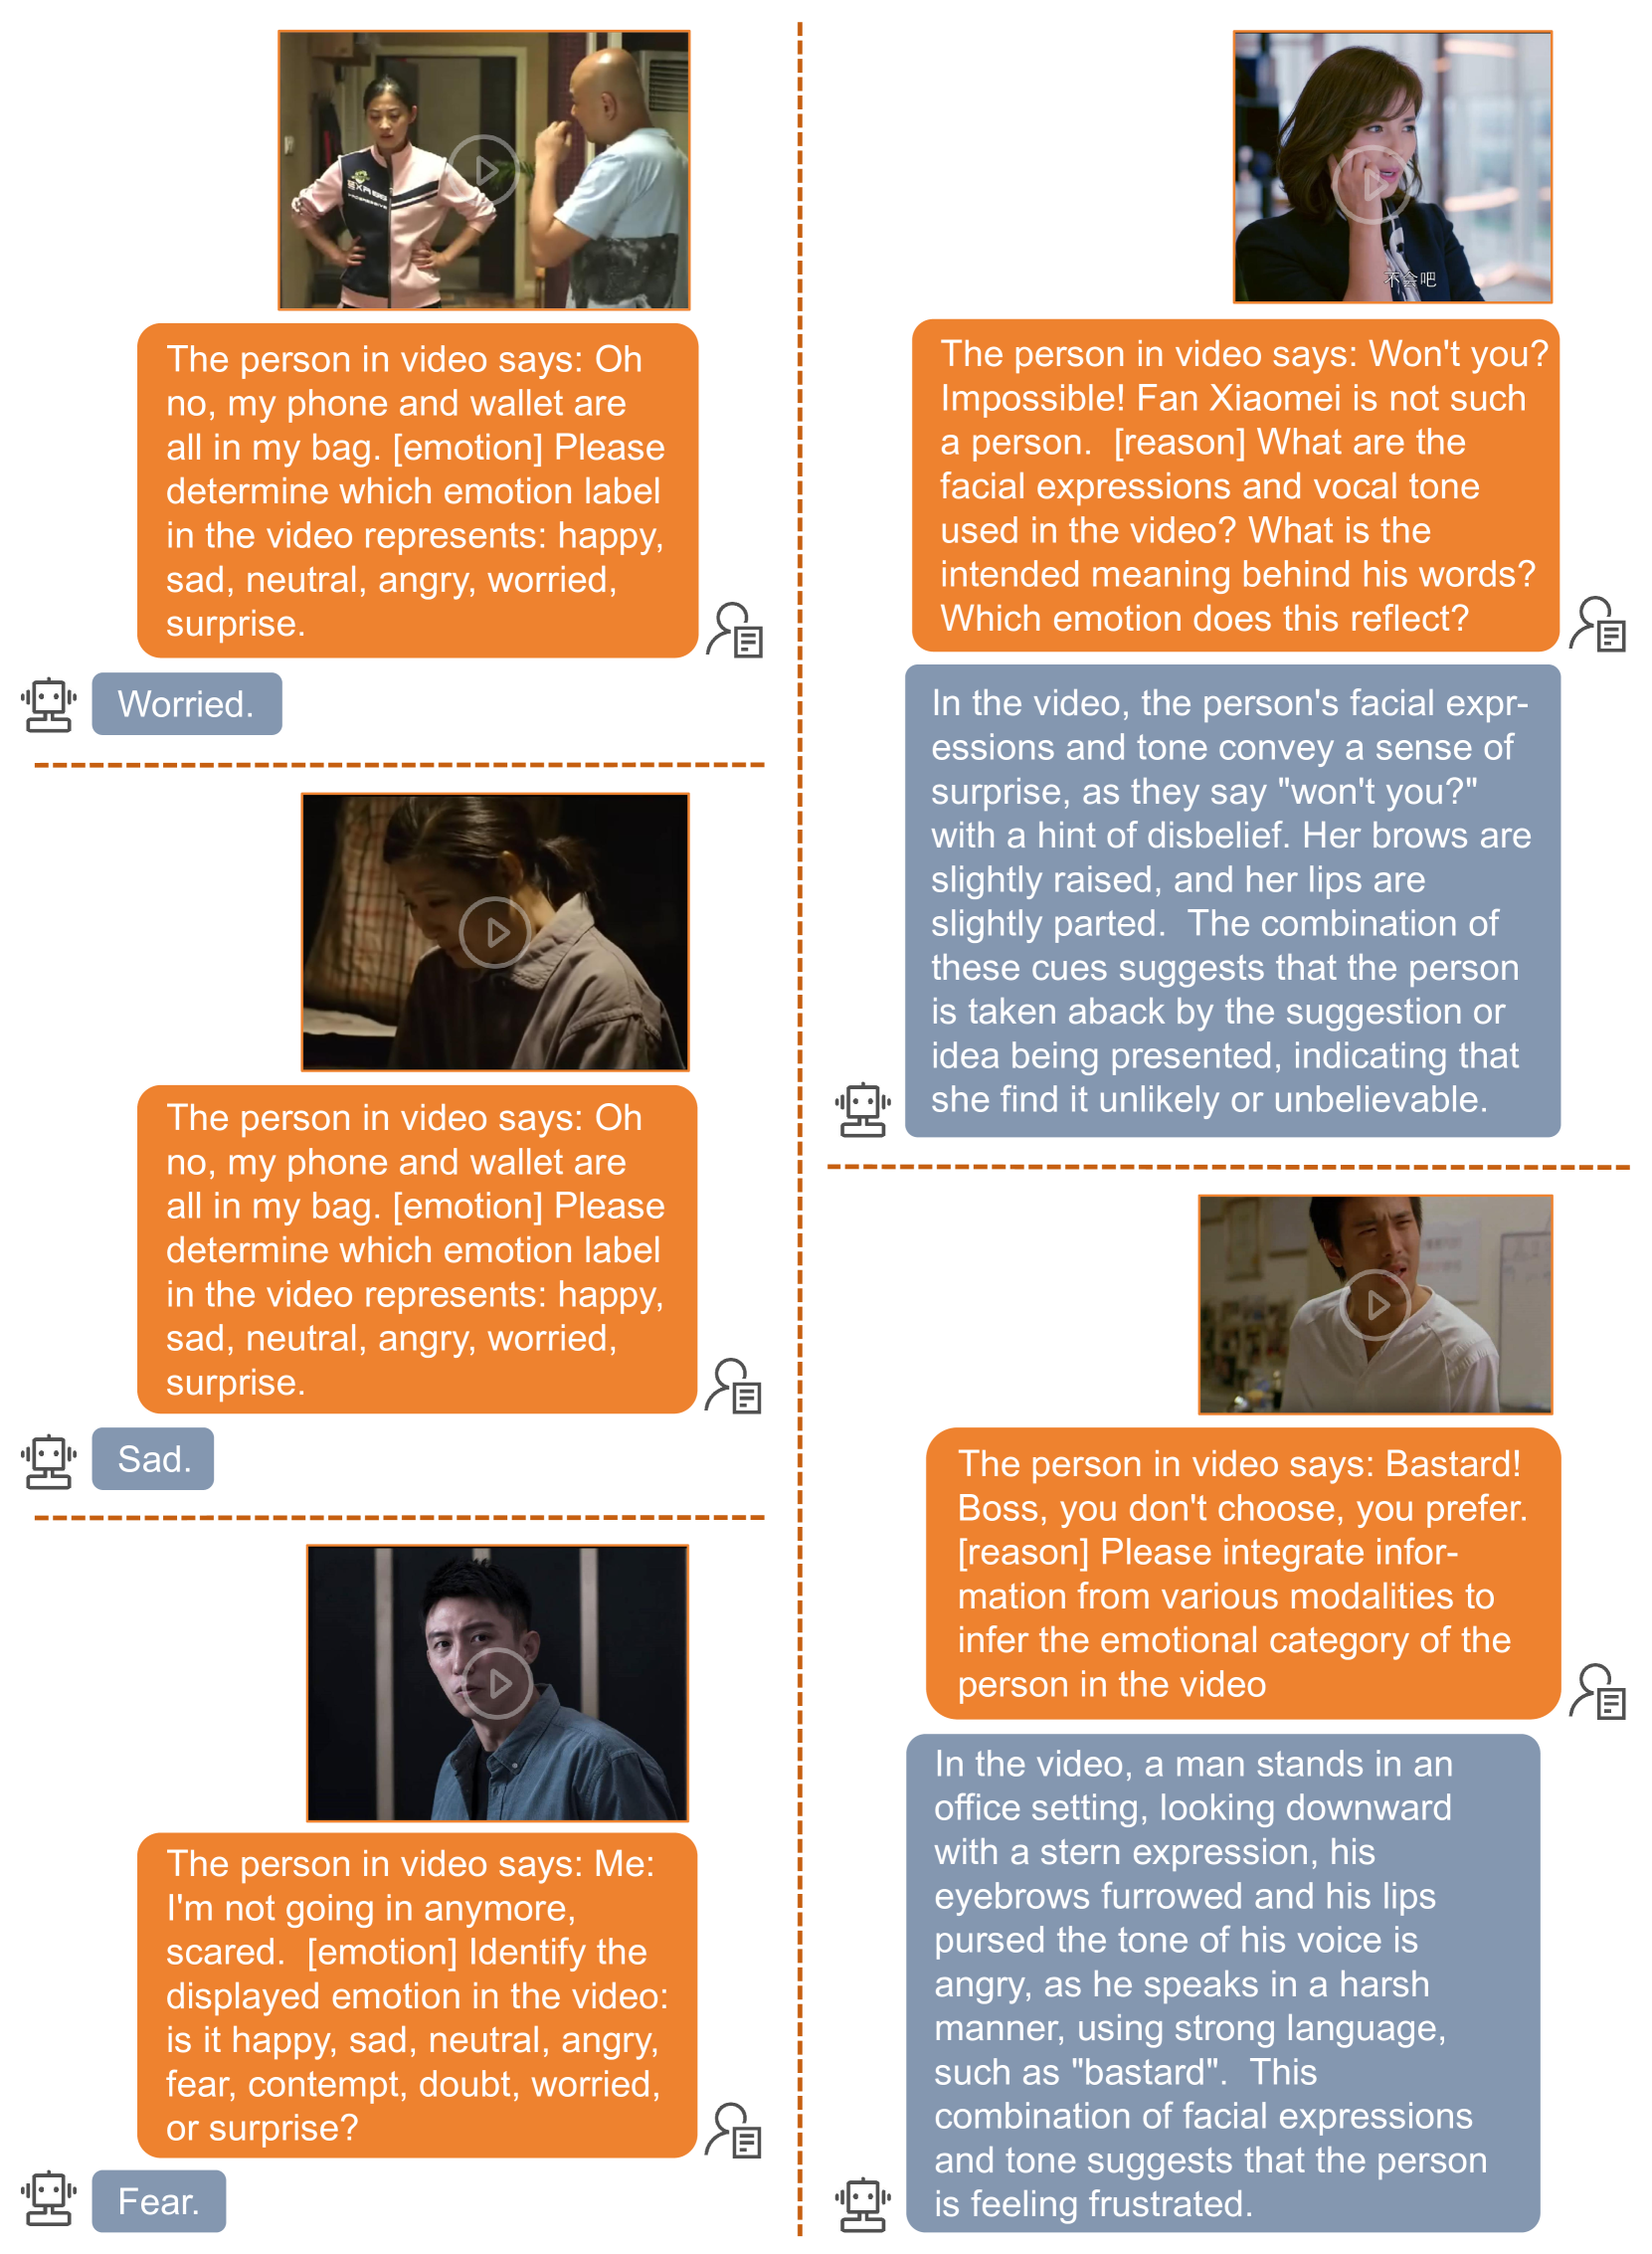 The person in video says: Oh
no, my phone and wallet are
all in my bag. [emotion] Please
determine which emotion label
in the video represents: happy,
sad, neutral, angry, worried,
surprise.
Worried.
The person in video says: Oh
no, my phone and wallet are
all in my bag. [emotion] Please
determine which emotion label
in the video represents: happy,
sad, neutral, angry, worried,
surprise.
Sad.
The person in video says: Me:
I'm not going in anymore,
scared.  [emotion] Identify the
displayed emotion in the video:
is it happy, sad, neutral, angry,
fear, contempt, doubt, worried,
or surprise?
Fear.
不会吧
The person in video says: Won't you?
Impossible! Fan Xiaomei is not such
a person.  [reason] What are the
facial expressions and vocal tone
used in the video? What is the
intended meaning behind his words?
Which emotion does this reflect?
In the video, the person's facial expr-
essions and tone convey a sense of
surprise, as they say "won't you?"
with a hint of disbelief. Her brows are
slightly raised, and her lips are
slightly parted.  The combination of
these cues suggests that the person
is taken aback by the suggestion or
idea being presented, indicating that
she find it unlikely or unbelievable.
The person in video says: Bastard!
Boss, you don't choose, you prefer.
[reason] Please integrate infor-
mation from various modalities to
infer the emotional category of the
person in the video
In the video, a man stands in an
office setting, looking downward
with a stern expression, his
eyebrows furrowed and his lips
pursed the tone of his voice is
angry, as he speaks in a harsh
manner, using strong language,
such as "bastard".  This
combination of facial expressions
and tone suggests that the person
is feeling frustrated.